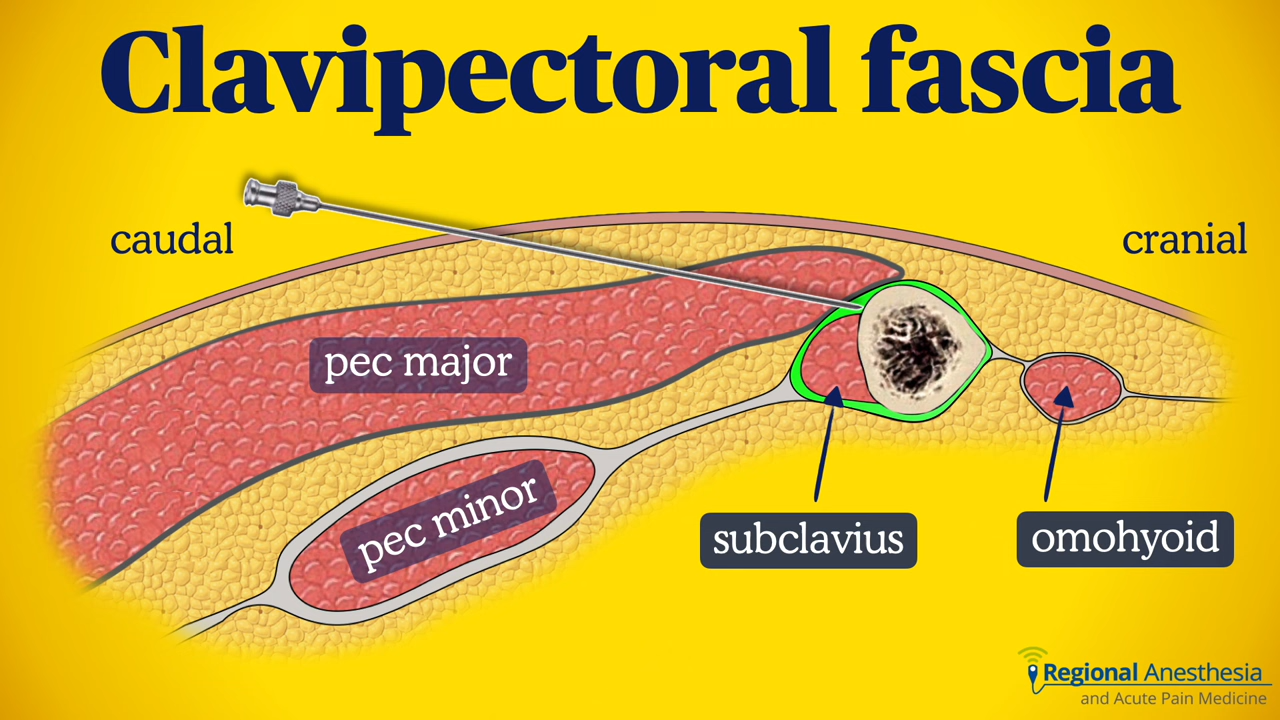 Clavipectoral fascia
caudal
cranial
pec major
pec minor
subclavius
omohyoid
Regional Anesthesia
and Acute Pain Medicine